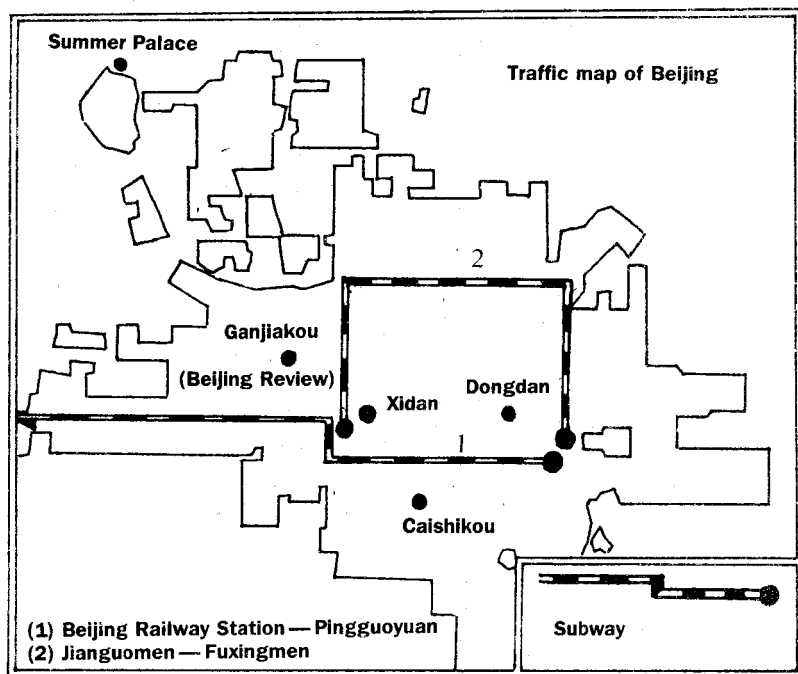 Summer Palace
Traffic map of Beijing
2
Ganjiakou
(Beijing Review)
Xidan
Dongdan
1
Caishikou
(1) Beijing Railway Station — Pingguoyuan
(2) Jianguomen — Fuxingmen
Subway